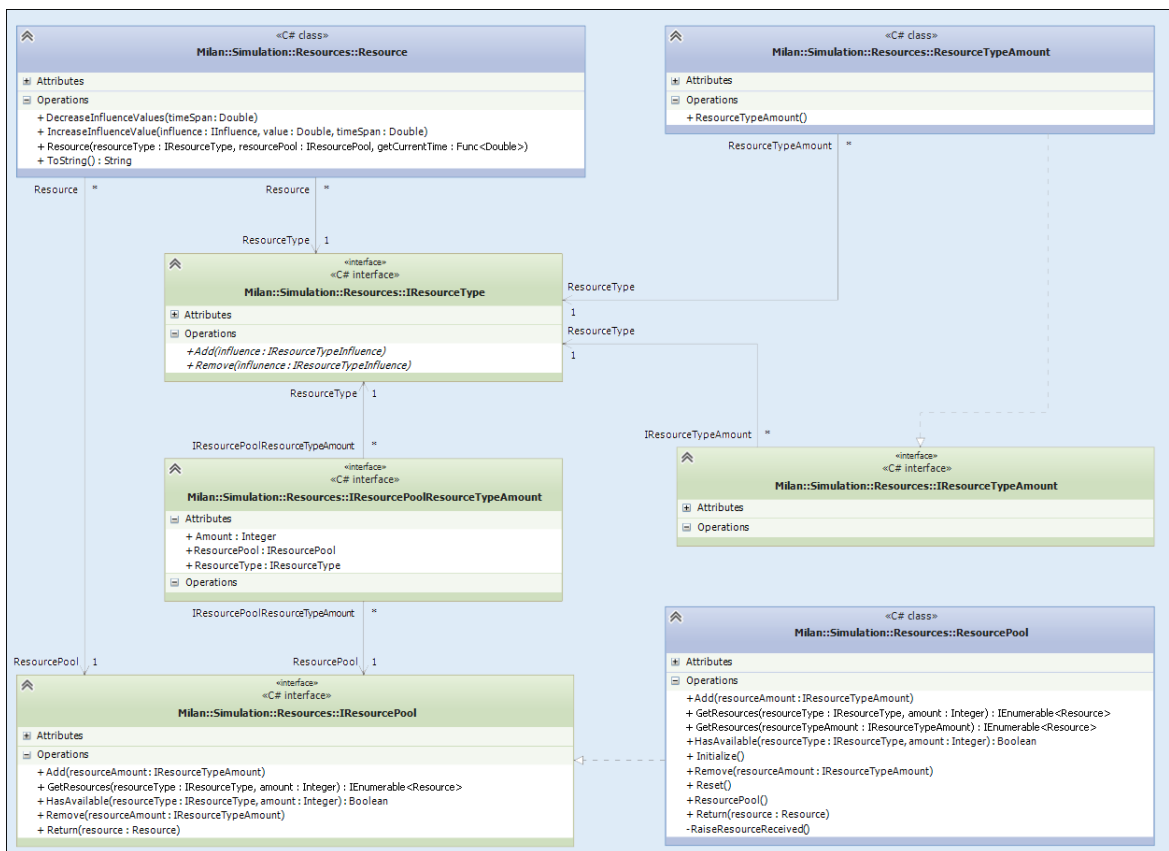 «C# class»
Milan::Simulation::Resources::Resource
Attributes
Operations
+ DecreaseInfluenceValues(timeSpan : Double)
+ IncreaseInfluenceValue(influence : IInfluence, value : Double, timeSpan : Double)
+ Resource(resourceType : IResourceType, resourcePool : IResourcePool, getCurrentTime : Func<Double>)
+ ToString() : String
«C# class»
Milan::Simulation::Resources::ResourceTypeAmount
Attributes
Operations
+ ResourceTypeAmount()
Resource *
Resource *
ResourceTypeAmount *
ResourceType 1
«interface»
«C# interface»
Milan::Simulation::Resources::IResourceType
Attributes
Operations
+Add(influence : IResourceTypeInfluence)
+ Remove(influnence : IResourceTypeInfluence)
ResourceType
1
ResourceType
1
ResourceType 1
IResourcePoolResourceTypeAmount *
IResourceTypeAmount *
«interface»
«C# interface»
Milan::Simulation::Resources::IResourcePoolResourceTypeAmount
Attributes
+ Amount : Integer
+ResourcePool : IResourcePool
+ ResourceType : IResourceType
Operations
«interface»
«C# interface»
Milan::Simulation::Resources::IResourceTypeAmount
Attributes
Operations
IResourcePoolResourceTypeAmount *
ResourcePool 1
ResourcePool 1
«interface»
«C# interface»
Milan::Simulation::Resources::IResourcePool
Attributes
Operations
+ Add(resourceAmount : IResourceTypeAmount)
+ GetResources(resourceType : IResourceType, amount : Integer) : IEnumerable<Resource>
+ HasAvailable(resourceType : IResourceType, amount : Integer) : Boolean
+ Remove(resourceAmount : IResourceTypeAmount)
+ Return(resource : Resource)
«C# class»
Milan::Simulation::Resources::ResourcePool
Attributes
Operations
+Add(resourceAmount : IResourceTypeAmount)
+ GetResources(resourceType : IResourceType, amount : Integer) : IEnumerable<Resource>
+ GetResources(resourceTypeAmount : IResourceTypeAmount) : IEnumerable<Resource>
+HasAvailable(resourceType : IResourceType, amount : Integer) : Boolean
+ Initialize()
+Remove(resourceAmount : IResourceTypeAmount)
+ Reset()
+ResourcePool()
+ Return(resource : Resource)
-RaiseResourceReceived()